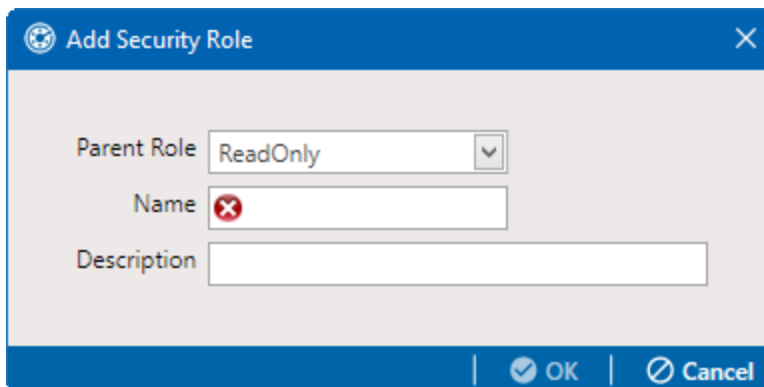 Add Security Role
Parent Role ReadOnly
Name
Description
OK Cancel